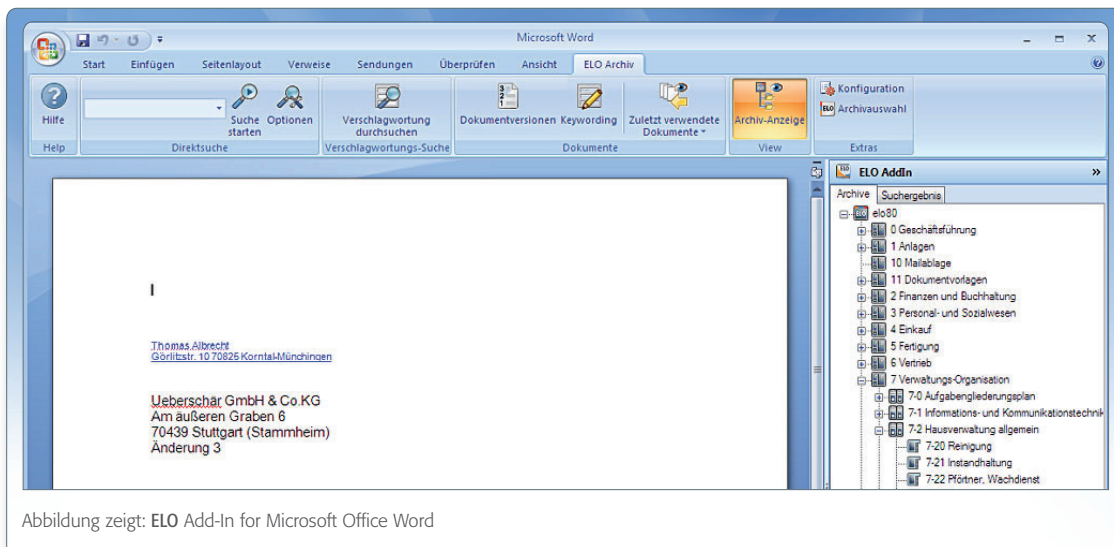 Microsoft Word
Start Einfügen Seitenlayout Verweise Sendungen Überprüfen Ansicht ELO Archiv
Hilfe
Suche starten
Optionen
Verschlagwortung durchsuchen
Dokumentversionen
Keywording
Zuletzt verwendete Dokumente
Archiv-Anzeige
Konfiguration
ELO Archivauswahl
Help Direktsuche Verschlagwortungs-Suche Dokumente View Extras
ELO AddIn »
Archive Suchergebnis
elo80
0 Geschäftsführung
1 Anlagen
10 Mailablage
11 Dokumentvorlagen
2 Finanzen und Buchhaltung
3 Personal- und Sozialwesen
4 Einkauf
5 Fertigung
6 Vertrieb
7 Verwaltungs-Organisation
7-0 Aufgabengliederungsplan
7-1 Infomations- und Kommunikationstechnik
7-2 Hausverwaltung allgemein
7-20 Reinigung
7-21 Instandhaltung
7-22 Pförtner, Wachdienst
Thomas Albrecht
Görlitzstr. 10 70825 Korntal-Münchingen
Ueberschär GmbH & Co.KG
Am äußeren Graben 6
70439 Stuttgart (Stammheim)
Änderung 3
Abbildung zeigt: ELO Add-In for Microsoft Office Word